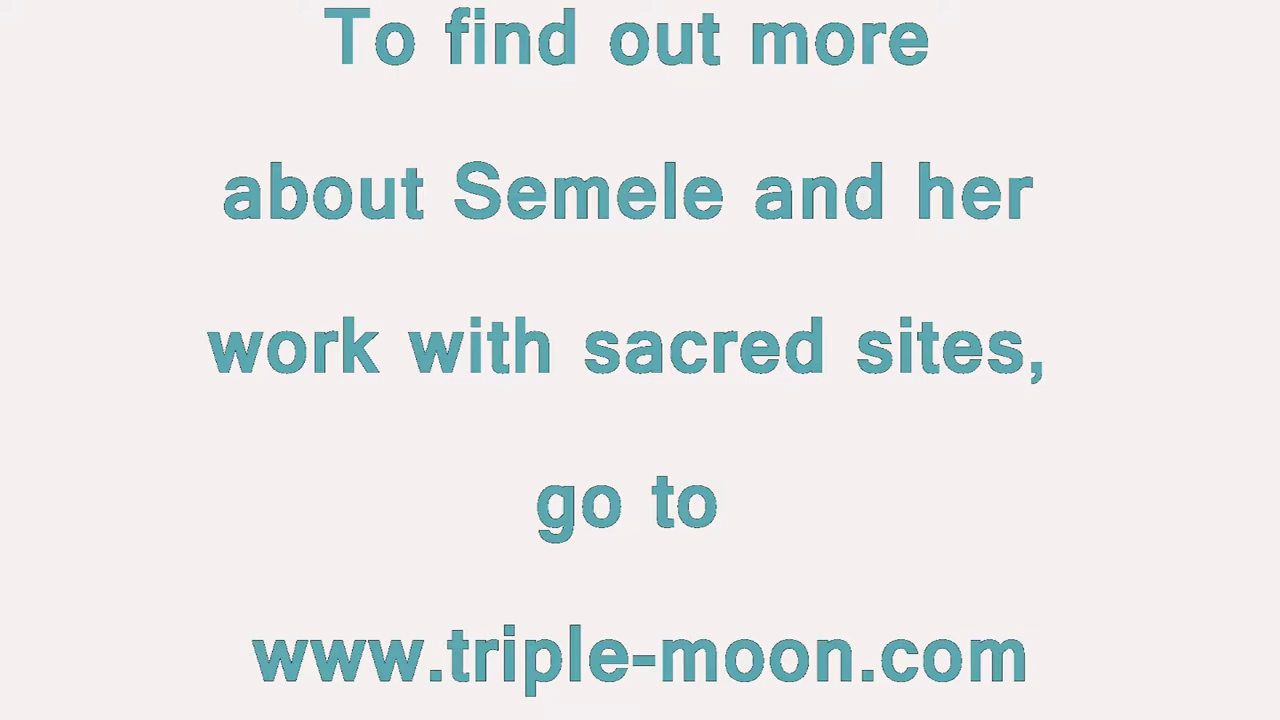 To find out more
about Semele and her
work with sacred sites,
go to
www.triple-moon.com